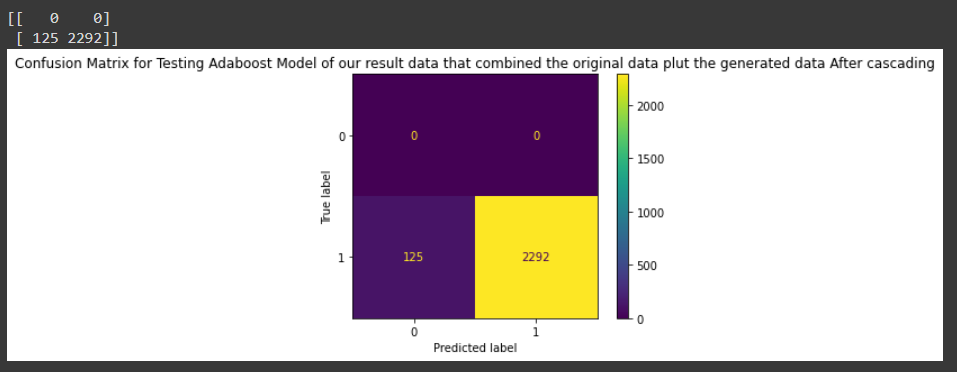 [[   0    0]
 [ 125 2292]]
Confusion Matrix for Testing Adaboost Model of our result data that combined the original data plut the generated data After cascading
2000
0 0 0
1500
True label
1000
1 125 2292
500
0
0 1
Predicted label